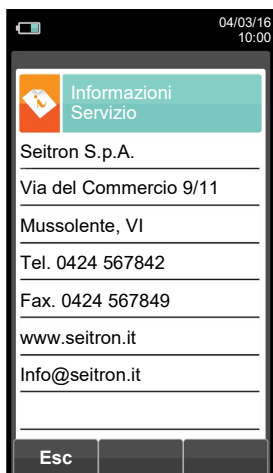 04/03/16
10:00
Informazioni
Servizio
Seitron S.p.A.
Via del Commercio 9/11
Mussolente, VI
Tel. 0424 567842
Fax. 0424 567849
www.seitron.it
Info@seitron.it
Esc